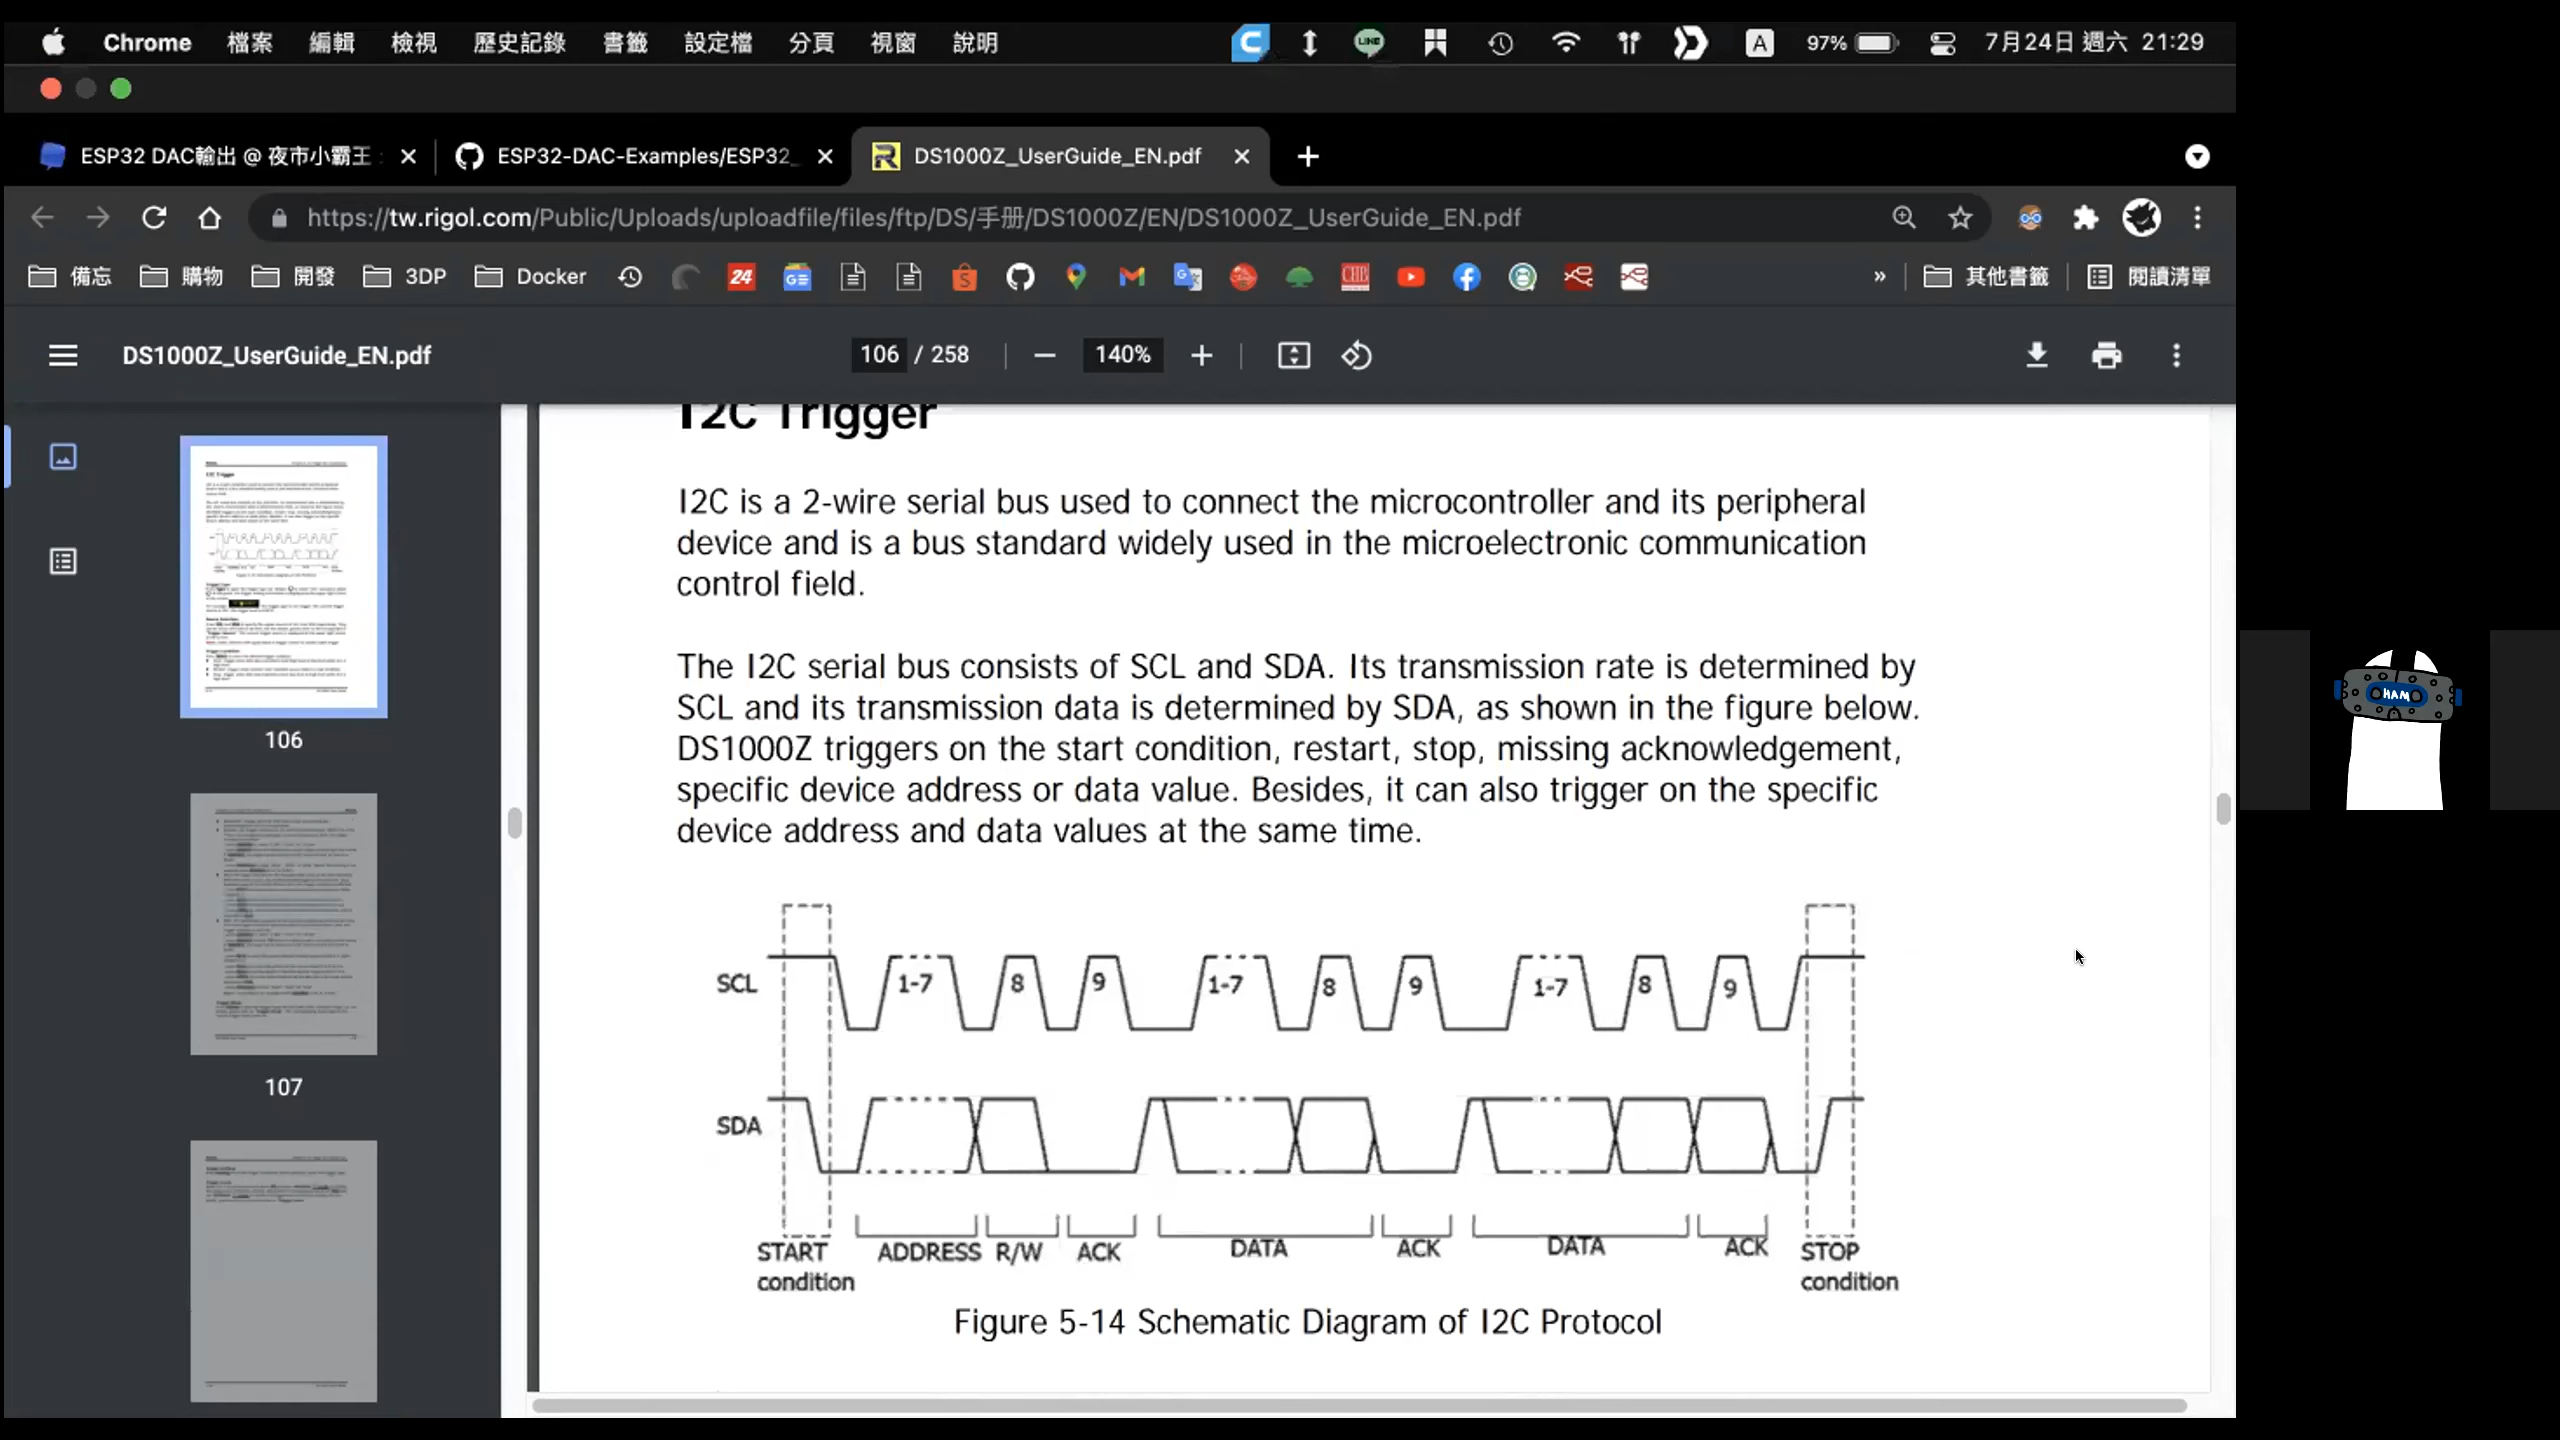 Chrome 檔案 編輯 檢視 歷史記錄 書籤 設定檔 分頁 視窗 說明 LINE A 97% 7月24日 週六 21:29
ESP32 DAC輸出 @ 夜市小霸王 ESP32-DAC-Examples/ESP32_ DS1000Z_UserGuide_EN.pdf
https://tw.rigol.com/Public/Uploads/uploadfile/files/ftp/DS/手册/DS1000Z/EN/DS1000Z_UserGuide_EN.pdf
備忘 購物 開發 3DP Docker 24 GE CHB » 其他書籤 閱讀清單
DS1000Z_UserGuide_EN.pdf 106 / 258 140%
I2C Trigger
I2C is a 2-wire serial bus used to connect the microcontroller and its peripheral
device and is a bus standard widely used in the microelectronic communication
control field.
The I2C serial bus consists of SCL and SDA. Its transmission rate is determined by
SCL and its transmission data is determined by SDA, as shown in the figure below.
DS1000Z triggers on the start condition, restart, stop, missing acknowledgement,
specific device address or data value. Besides, it can also trigger on the specific
device address and data values at the same time.
SCL 1-7 8 9 1-7 8 9 1-7 8 9
SDA
START condition ADDRESS R/W ACK DATA ACK DATA ACK STOP condition
Figure 5-14 Schematic Diagram of I2C Protocol
106
107
HAM